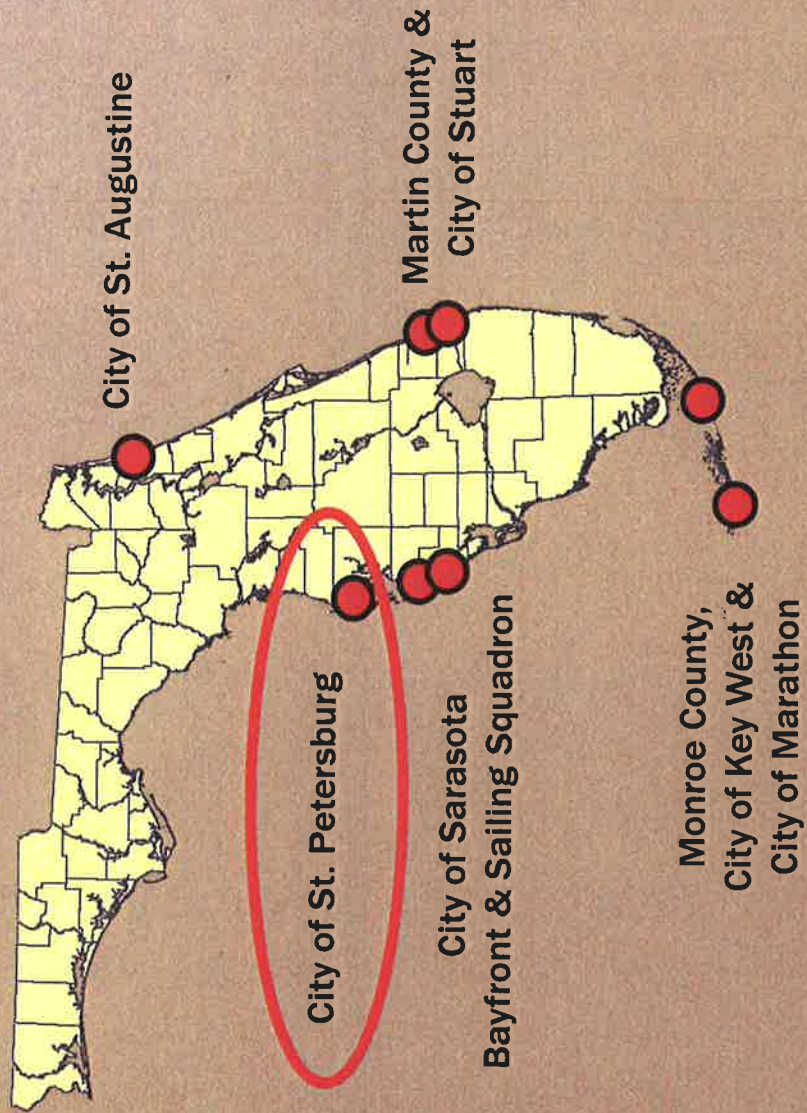 City of St. Augustine
City of St. Petersburg
Martin County &
City of Stuart
City of Sarasota
Bayfront & Sailing Squadron
Monroe County,
City of Key West &
City of Marathon